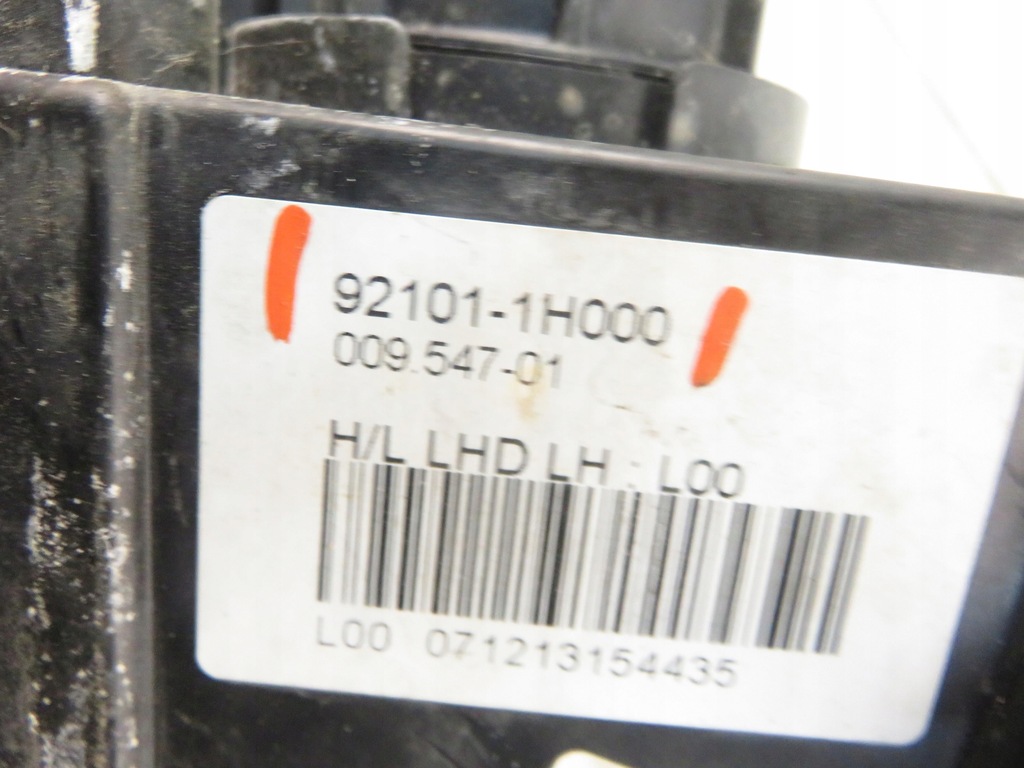 92101-1H000
009.547-01
H/L LHD LH : L00
L00 071213154435